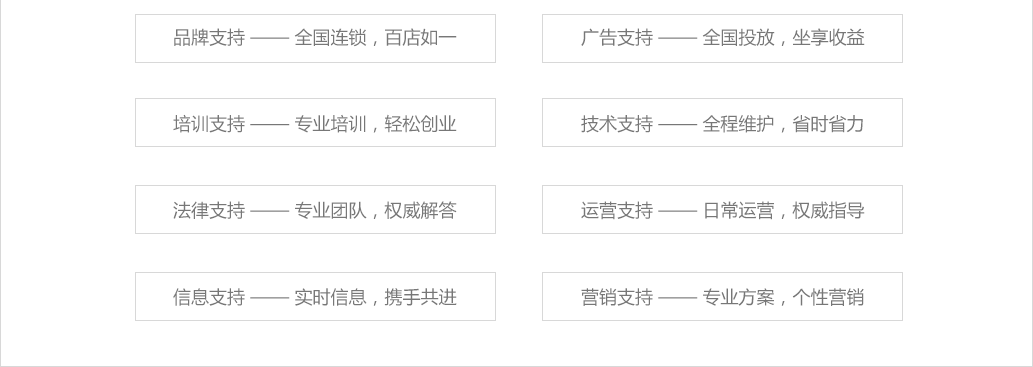 品牌支持 —— 全国连锁，百店如一
广告支持 —— 全国投放，坐享收益
培训支持 —— 专业培训，轻松创业
技术支持 —— 全程维护，省时省力
法律支持 —— 专业团队，权威解答
运营支持 —— 日常运营，权威指导
信息支持 —— 实时信息，携手共进
营销支持 —— 专业方案，个性营销